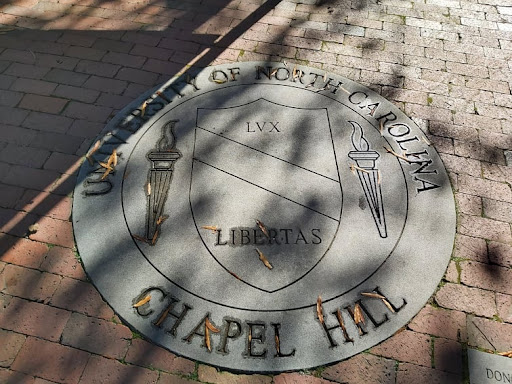 UNIVERSITY OF NORTH CAROLINA
LVX
LIBERTAS
CHAPEL HILL